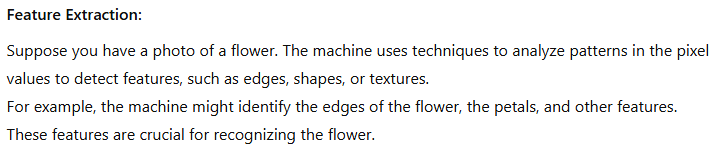 Feature Extraction:
Suppose you have a photo of a flower. The machine uses techniques to analyze patterns in the pixel
values to detect features, such as edges, shapes, or textures.
For example, the machine might identify the edges of the flower, the petals, and other features.
These features are crucial for recognizing the flower.